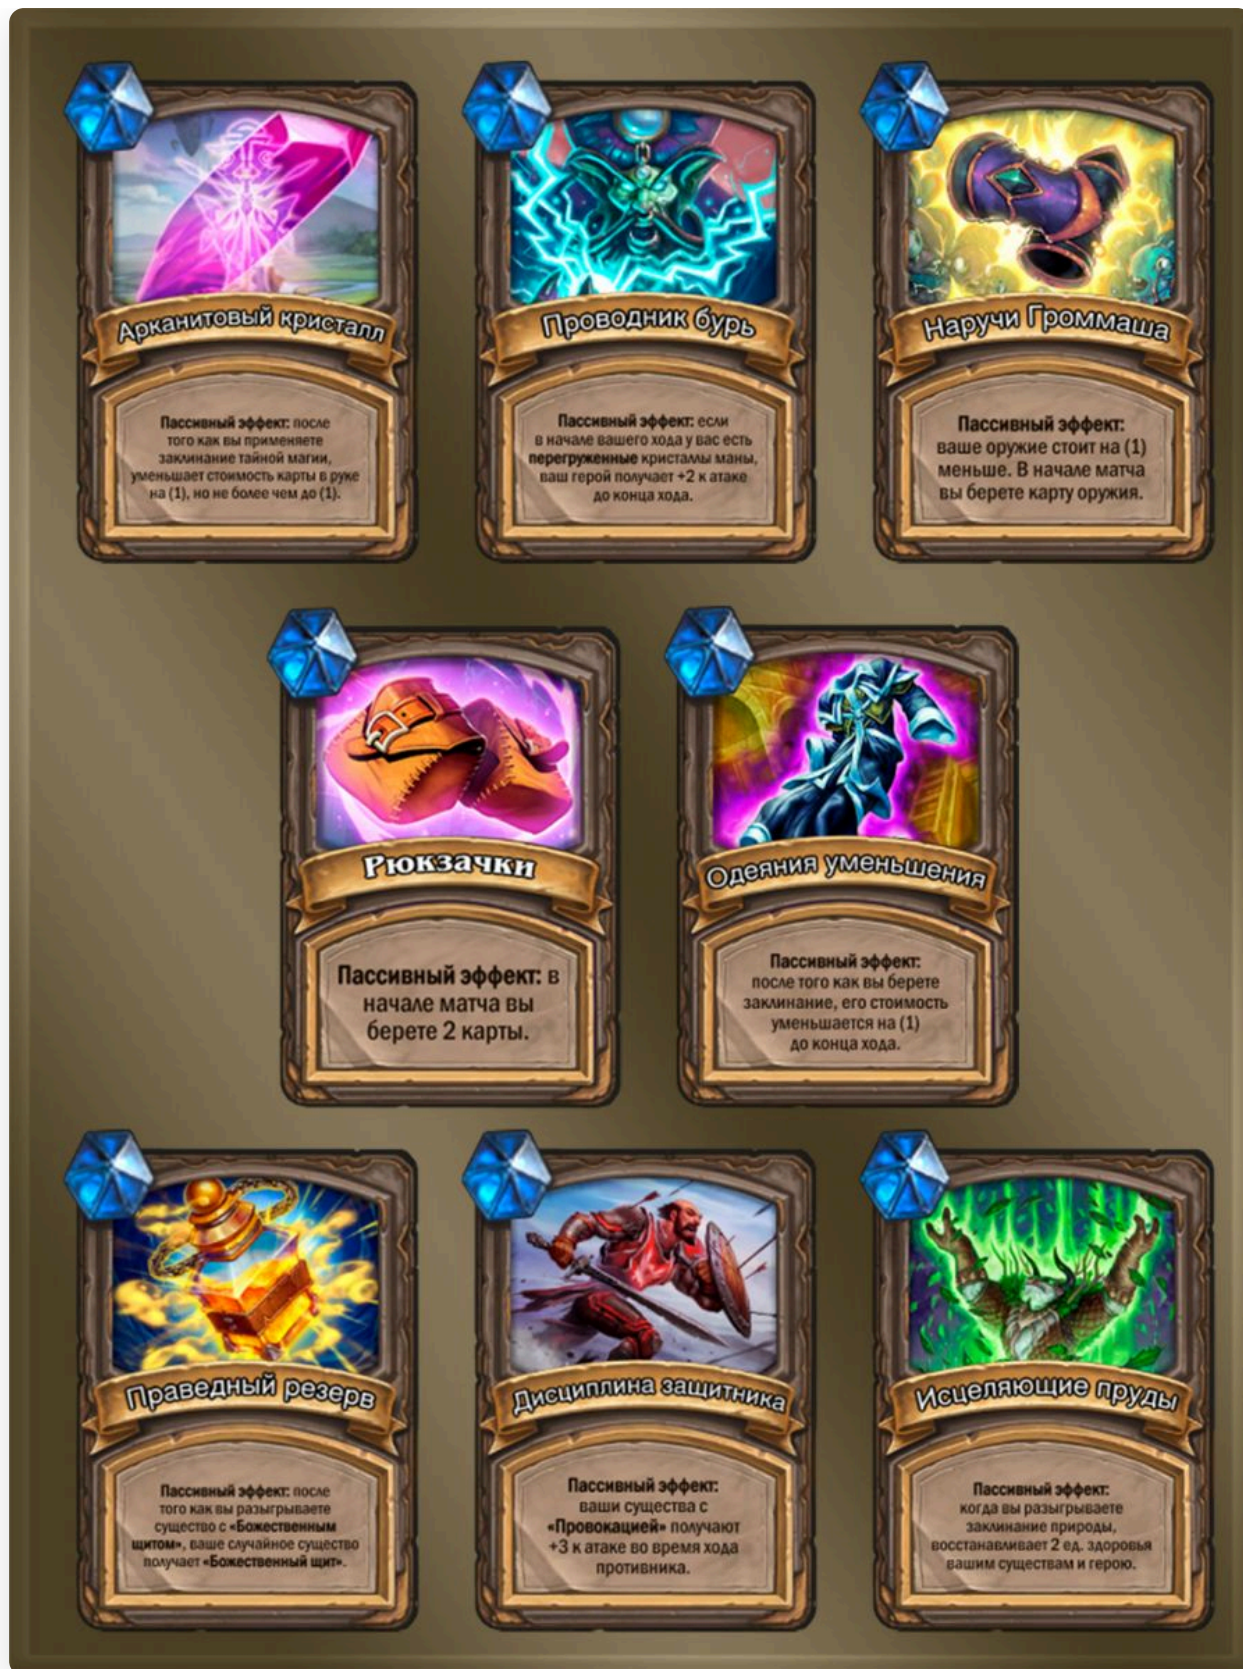 Арканитовый кристалл
Пассивный эффект: после
того как вы применяете
заклинание тайной магии,
уменьшает стоимость карты в руке
на (1), но не более чем до (1).
Проводник бурь
Пассивный эффект: если
в начале вашего хода у вас есть
перегруженные кристаллы маны,
ваш герой получает +2 к атаке
до конца хода.
Наручи Громмаша
Пассивный эффект:
ваше оружие стоит на (1)
меньше. В начале матча
вы берете карту оружия.
Рюкзачки
Пассивный эффект: в
начале матча вы
берете 2 карты.
Одеяния уменьшения
Пассивный эффект:
после того как вы берете
заклинание, его стоимость
уменьшается на (1)
до конца хода.
Праведный резерв
Пассивный эффект: после
того как вы разыгрываете
существо с «Божественным
щитом», ваше случайное существо
получает «Божественный щит».
Дисциплина защитника
Пассивный эффект:
ваши существа с
«Провокацией» получают
+3 к атаке во время хода
противника.
Исцеляющие пруды
Пассивный эффект:
когда вы разыгрываете
заклинание природы,
восстанавливает 2 ед. здоровья
вашим существам и герою.